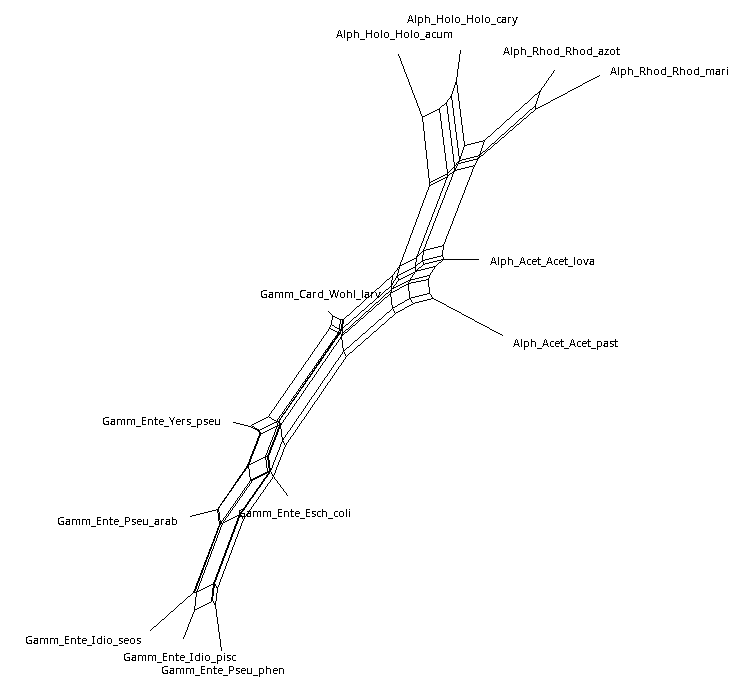 Alph_Holo_Holo_cary
Alph_Holo_Holo_acum
Alph_Rhod_Rhod_azot
Alph_Rhod_Rhod_mari
Alph_Acet_Acet_lova
Gamm_Card_Wohl_larv
Alph_Acet_Acet_past
Gamm_Ente_Yers_pseu
Gamm_Ente_Esch_coli
Gamm_Ente_Pseu_arab
Gamm_Ente_Idio_seos
Gamm_Ente_Idio_pisc
Gamm_Ente_Pseu_phen